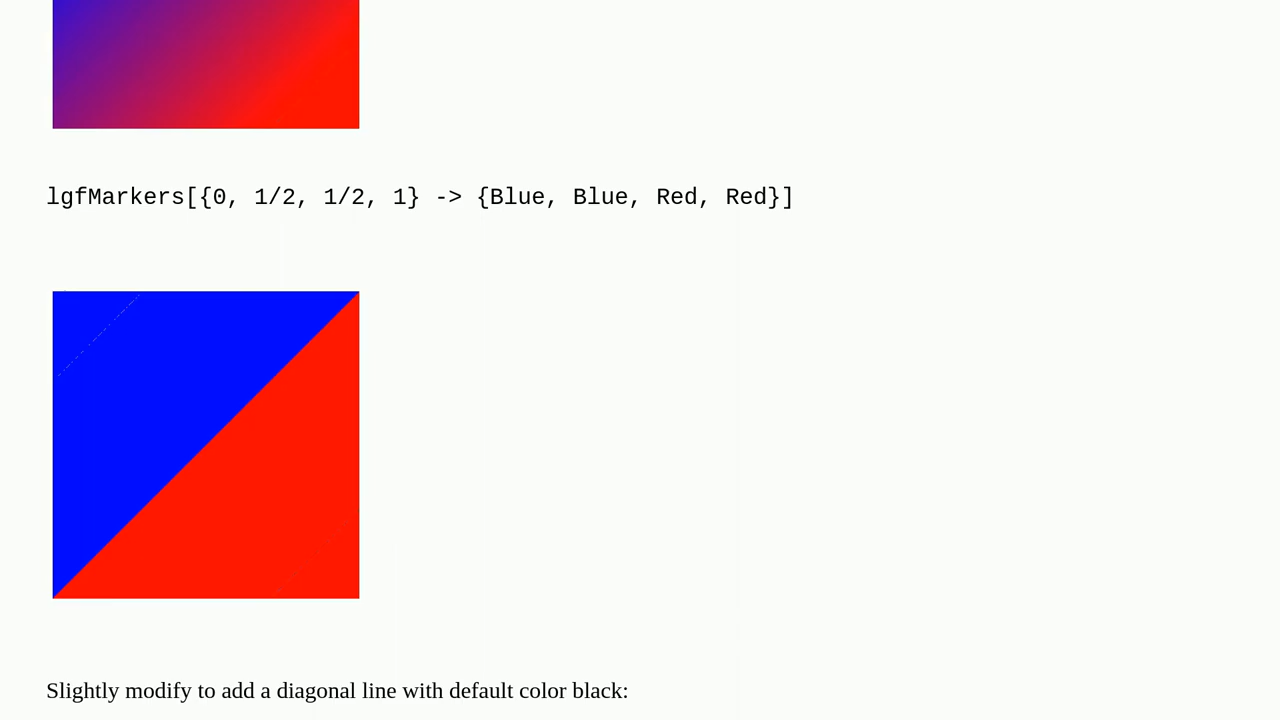 lgfMarkers[{0, 1/2, 1/2, 1} -> {Blue, Blue, Red, Red}]
Slightly modify to add a diagonal line with default color black: